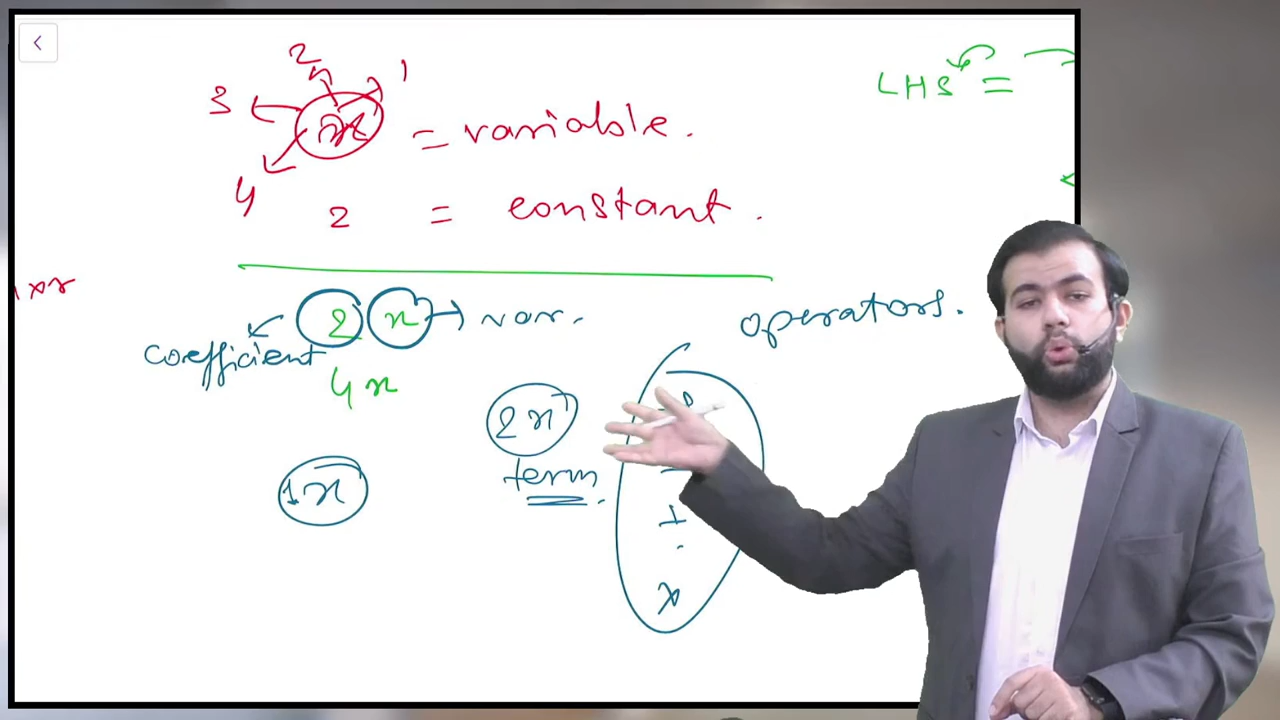 2
1
3
x = variable.
4
2 = constant.
LHS =
2 x → var.
coefficient
operators.
4x
2x
term.
1x
+
-
÷
x